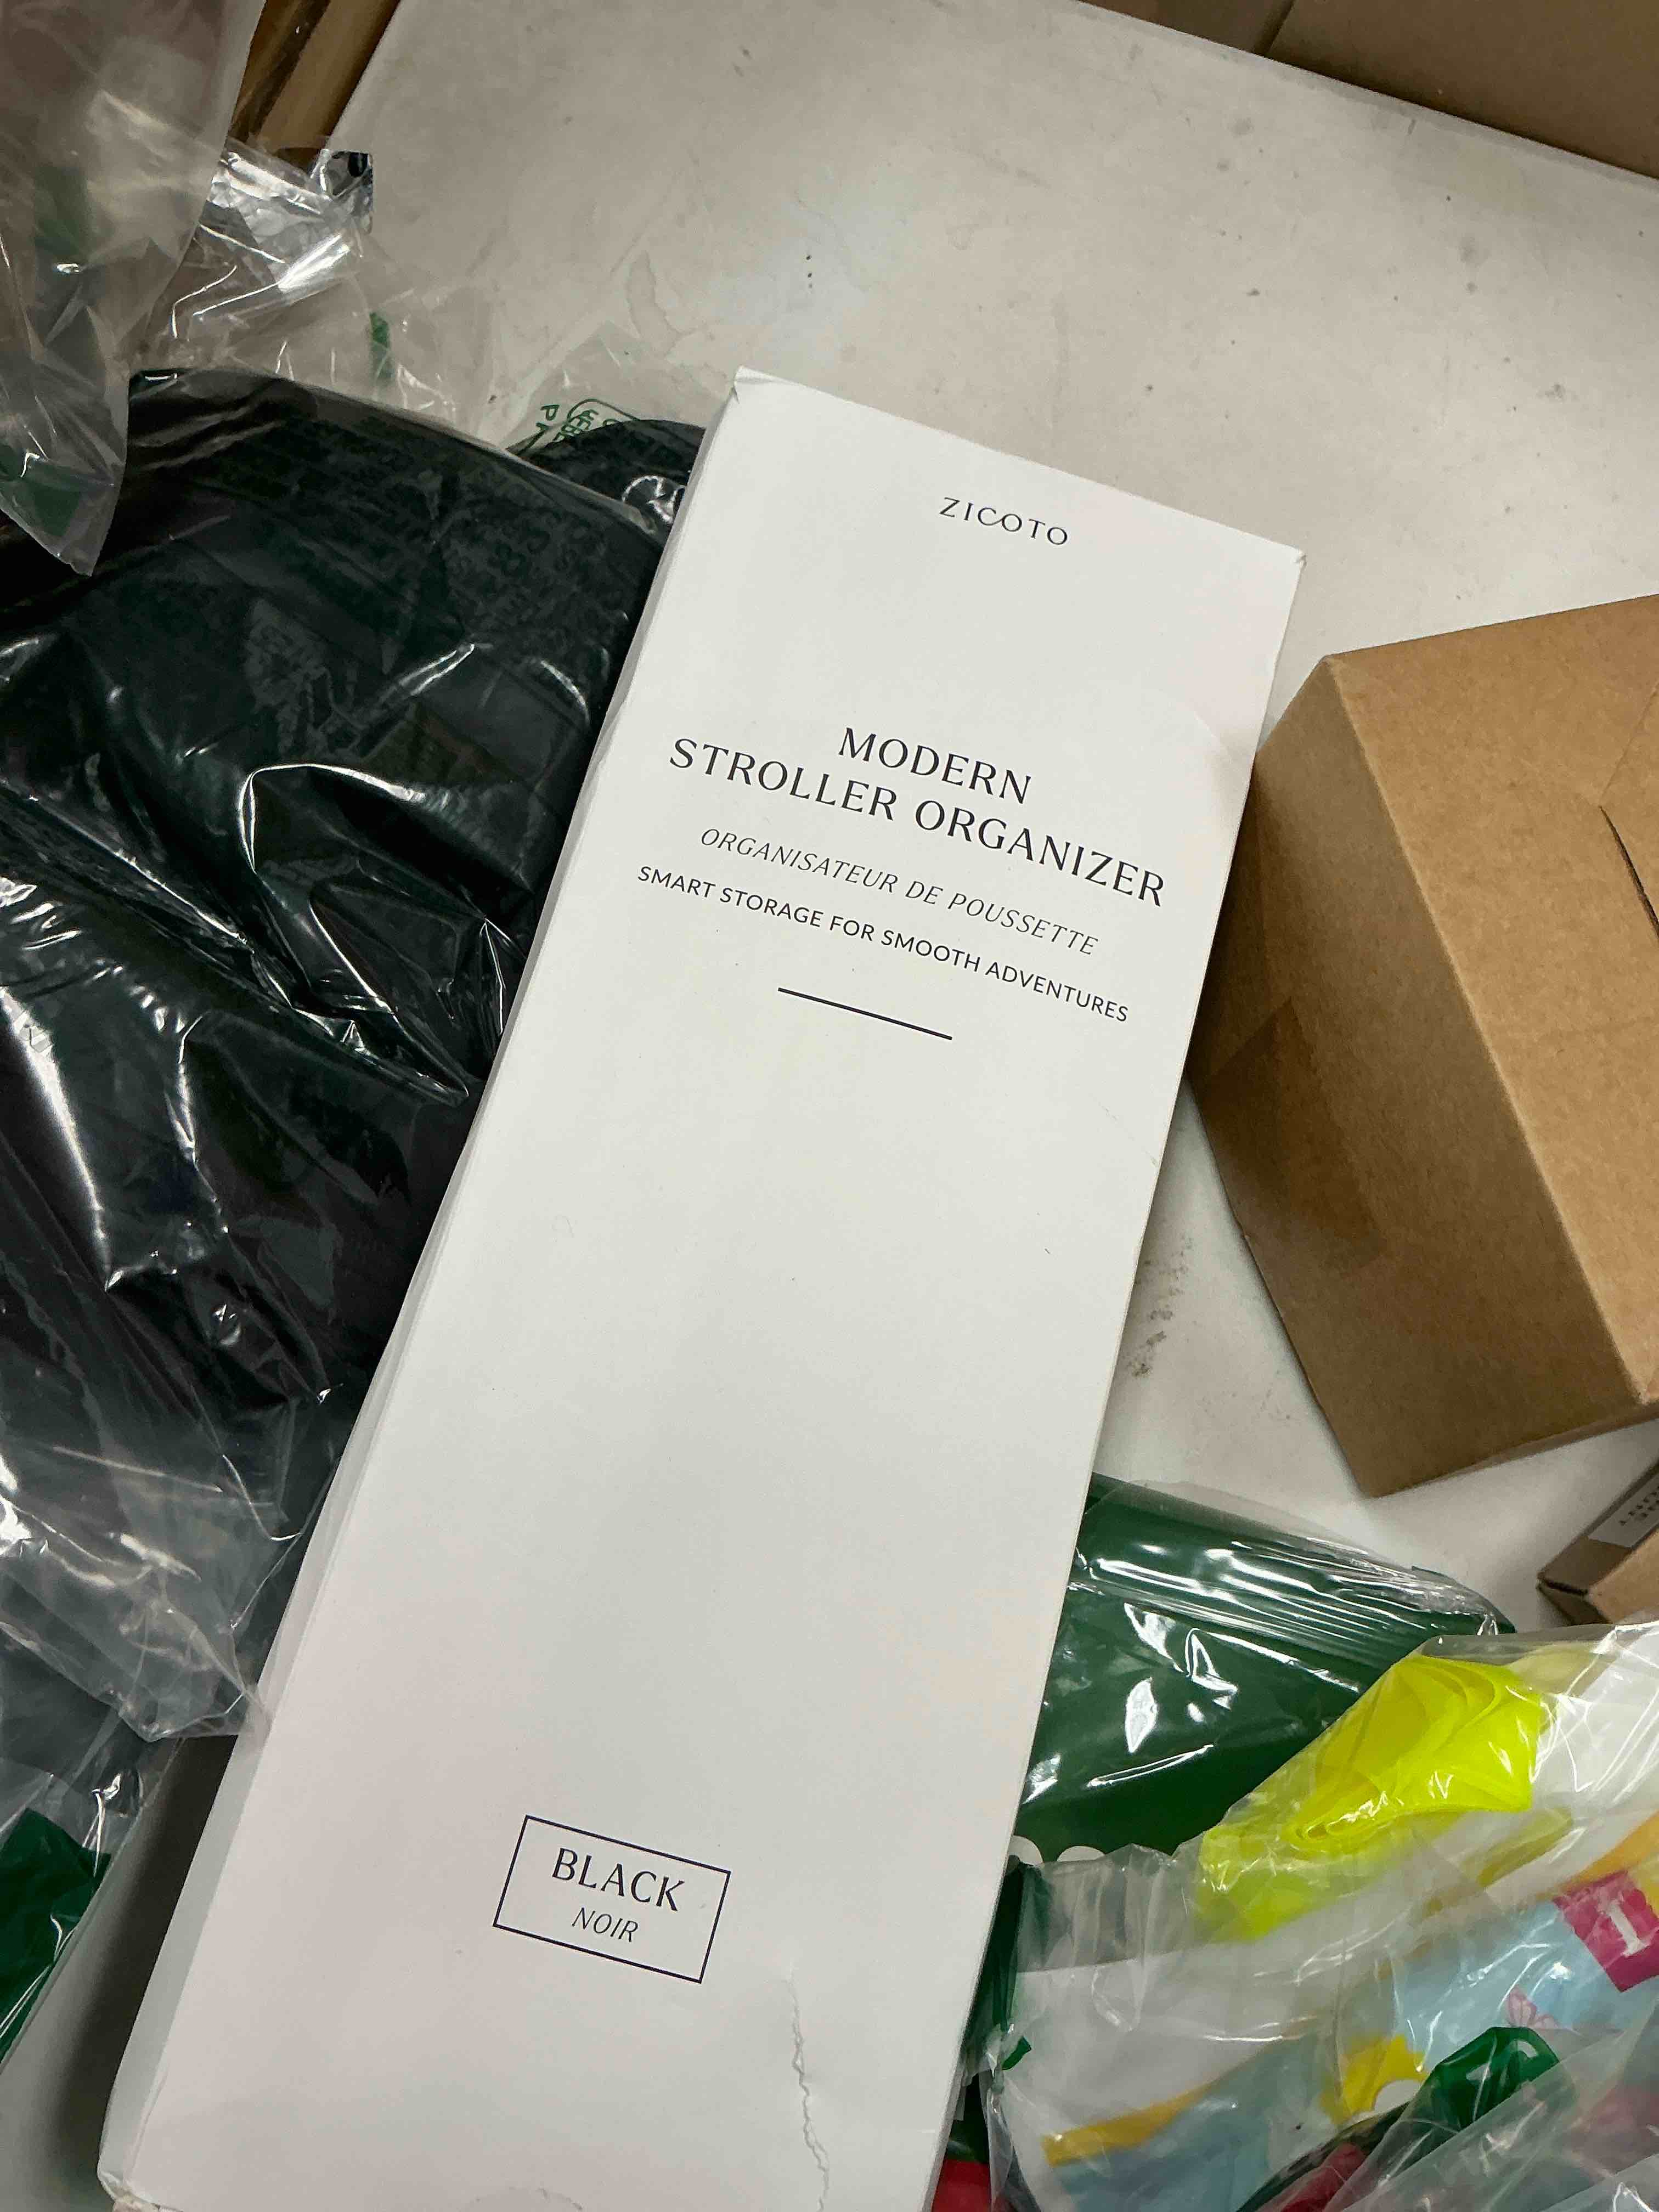 ZICOTO
MODERN
STROLLER ORGANIZER
ORGANISATEUR DE POUSSETTE
SMART STORAGE FOR SMOOTH ADVENTURES
BLACK
NOIR